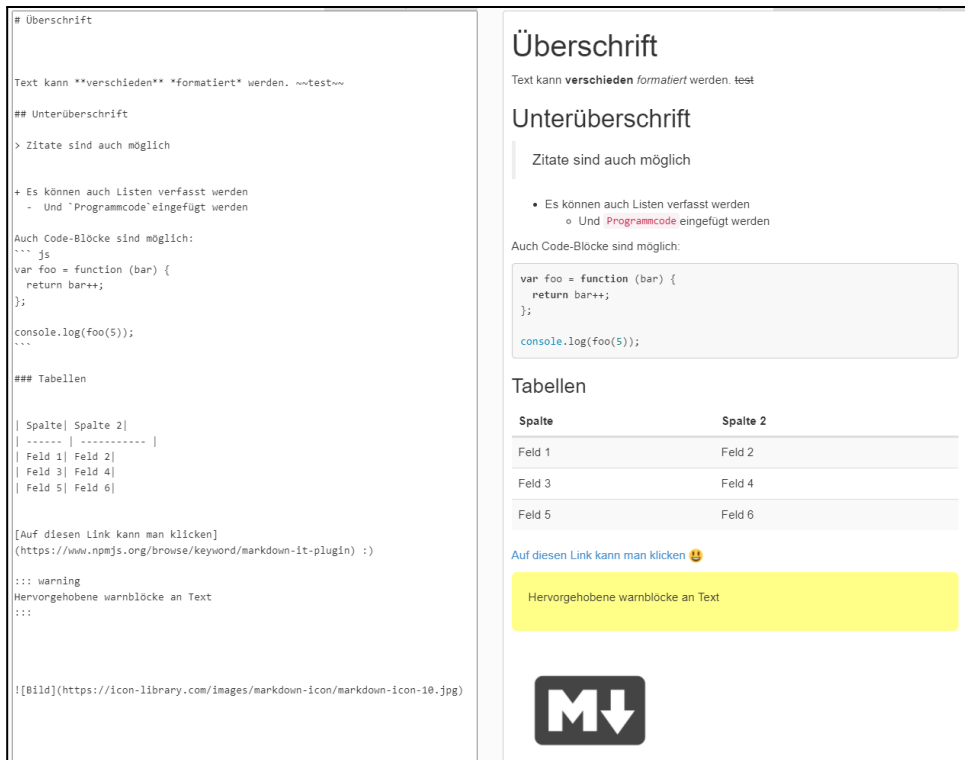 # Überschrift
Text kann **verschieden** *formatiert* werden. ~~test~~
## Unterüberschrift
> Zitate sind auch möglich
+ Es können auch Listen verfasst werden
  -  Und `Programmcode`eingefügt werden
Auch Code-Blöcke sind möglich:
``` js
var foo = function (bar) {
  return bar++;
};
console.log(foo(5));
```
### Tabellen
| Spalte| Spalte 2|
| ------ | ----------- |
| Feld 1| Feld 2|
| Feld 3| Feld 4|
| Feld 5| Feld 6|
[Auf diesen Link kann man klicken]
(https://www.npmjs.org/browse/keyword/markdown-it-plugin) :)
::: warning
Hervorgehobene warnblöcke an Text
:::
![Bild](https://icon-library.com/images/markdown-icon/markdown-icon-10.jpg)
Überschrift
Text kann verschieden formatiert werden. test
Unterüberschrift
Zitate sind auch möglich
• Es können auch Listen verfasst werden
○ Und Programmcode eingefügt werden
Auch Code-Blöcke sind möglich:
var foo = function (bar) {
  return bar++;
};
console.log(foo(5));
Tabellen
Spalte Spalte 2
Feld 1 Feld 2
Feld 3 Feld 4
Feld 5 Feld 6
Auf diesen Link kann man klicken 😃
Hervorgehobene warnblöcke an Text
M